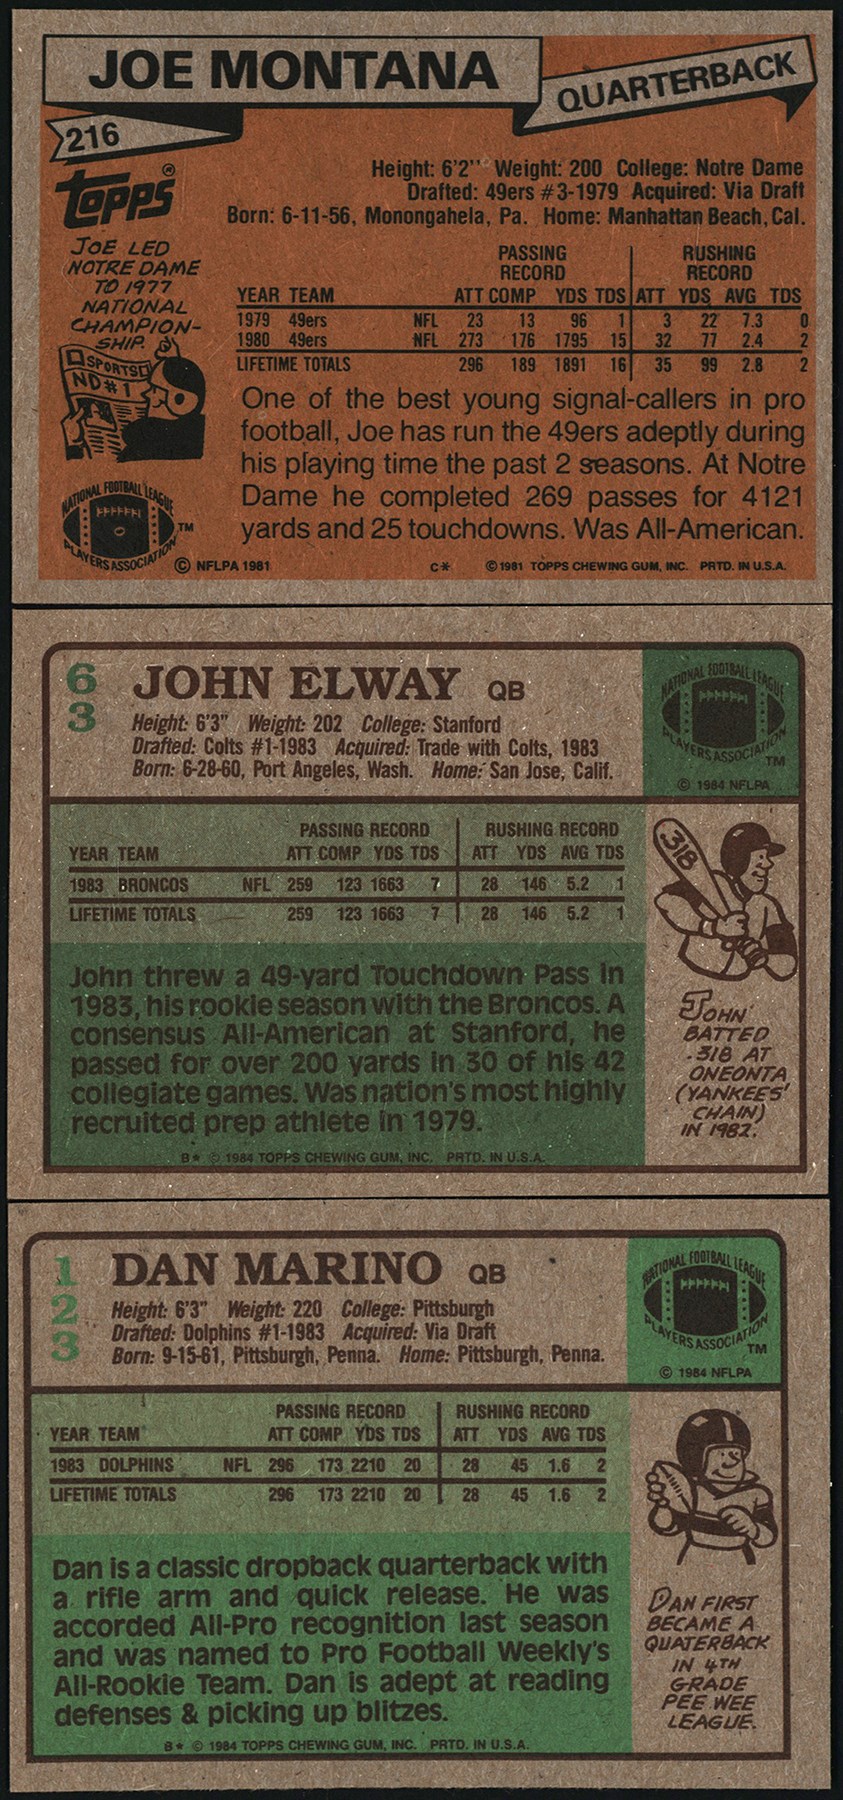 JOE MONTANA
QUARTERBACK
216
Topps®
Height: 6'2'' Weight: 200 College: Notre Dame
Drafted: 49ers #3-1979 Acquired: Via Draft
Born: 6-11-56, Monongahela, Pa. Home: Manhattan Beach, Cal.
JOE LED
NOTRE DAME
TO 1977
NATIONAL
CHAMPION-
SHIP.
SPORTS
ND#1
PASSING RUSHING
RECORD RECORD
YEAR TEAM ATT COMP YDS TDS ATT YDS AVG TDS
1979 49ers NFL 23 13 96 1 3 22 7.3 0
1980 49ers NFL 273 176 1795 15 32 77 2.4 2
LIFETIME TOTALS 296 189 1891 16 35 99 2.8 2
One of the best young signal-callers in pro
football, Joe has run the 49ers adeptly during
his playing time the past 2 seasons. At Notre
Dame he completed 269 passes for 4121
yards and 25 touchdowns. Was All-American.
NATIONAL FOOTBALL LEAGUE
PLAYERS ASSOCIATION
TM
© NFLPA 1981 C* ©1981 TOPPS CHEWING GUM, INC. PRTD. IN U.S.A.
63
JOHN ELWAY QB
Height: 6'3" Weight: 202 College: Stanford
Drafted: Colts #1-1983 Acquired: Trade with Colts, 1983
Born: 6-28-60, Port Angeles, Wash. Home: San Jose, Calif.
NATIONAL FOOTBALL LEAGUE
PLAYERS ASSOCIATION
TM
© 1984 NFLPA
PASSING RECORD RUSHING RECORD
YEAR TEAM ATT COMP YDS TDS ATT YDS AVG TDS
1983 BRONCOS NFL 259 123 1663 7 28 146 5.2 1
LIFETIME TOTALS 259 123 1663 7 28 146 5.2 1
John threw a 49-yard Touchdown Pass in
1983, his rookie season with the Broncos. A
consensus All-American at Stanford, he
passed for over 200 yards in 30 of his 42
collegiate games. Was nation's most highly
recruited prep athlete in 1979.
B* © 1984 TOPPS CHEWING GUM, INC. PRTD. IN U.S.A.
.318
JOHN
BATTED
.318 AT
ONEONTA
(YANKEES'
CHAIN)
IN 1982.
123
DAN MARINO QB
Height: 6'3" Weight: 220 College: Pittsburgh
Drafted: Dolphins #1-1983 Acquired: Via Draft
Born: 9-15-61, Pittsburgh, Penna. Home: Pittsburgh, Penna.
NATIONAL FOOTBALL LEAGUE
PLAYERS ASSOCIATION
TM
© 1984 NFLPA
PASSING RECORD RUSHING RECORD
YEAR TEAM ATT COMP YDS TDS ATT YDS AVG TDS
1983 DOLPHINS NFL 296 173 2210 20 28 45 1.6 2
LIFETIME TOTALS 296 173 2210 20 28 45 1.6 2
Dan is a classic dropback quarterback with
a rifle arm and quick release. He was
accorded All-Pro recognition last season
and was named to Pro Football Weekly's
All-Rookie Team. Dan is adept at reading
defenses & picking up blitzes.
B* © 1984 TOPPS CHEWING GUM, INC. PRTD. IN U.S.A.
DAN FIRST
BECAME A
QUATERBACK
IN 4TH
GRADE
PEE WEE
LEAGUE.